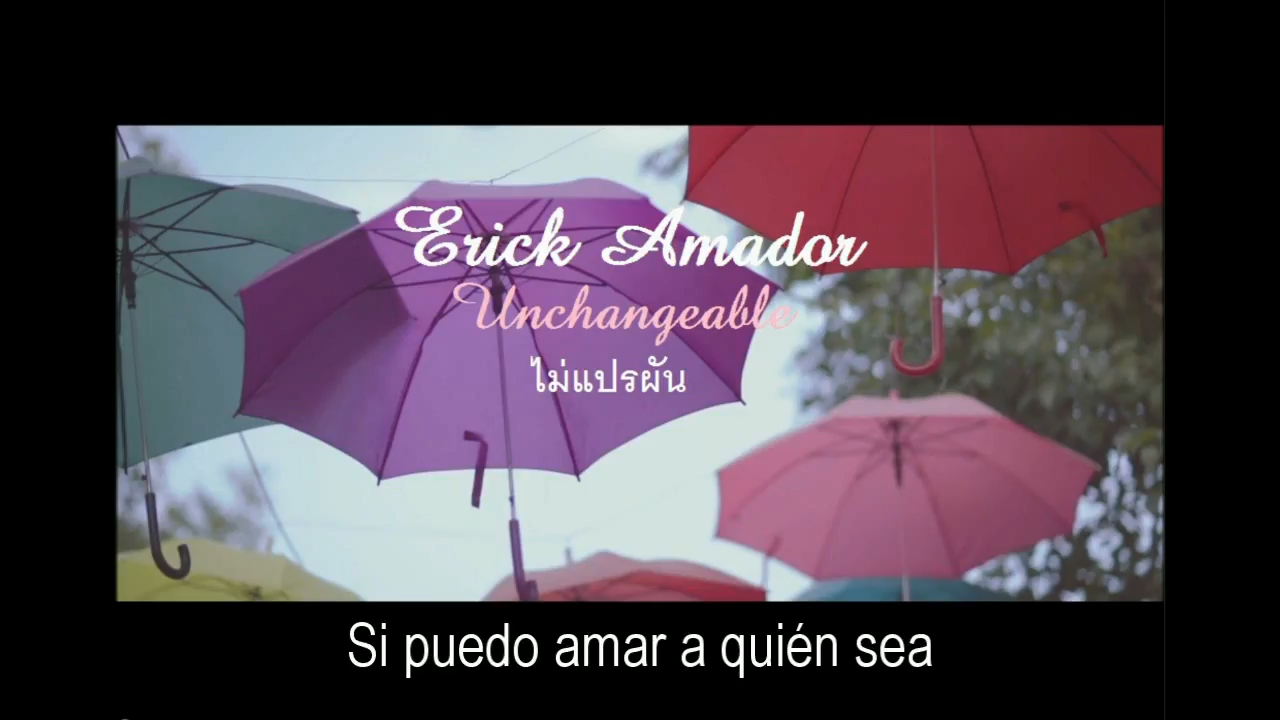 Erick Amador
Unchangeable
ไม่แปรผัน
Si puedo amar a quién sea